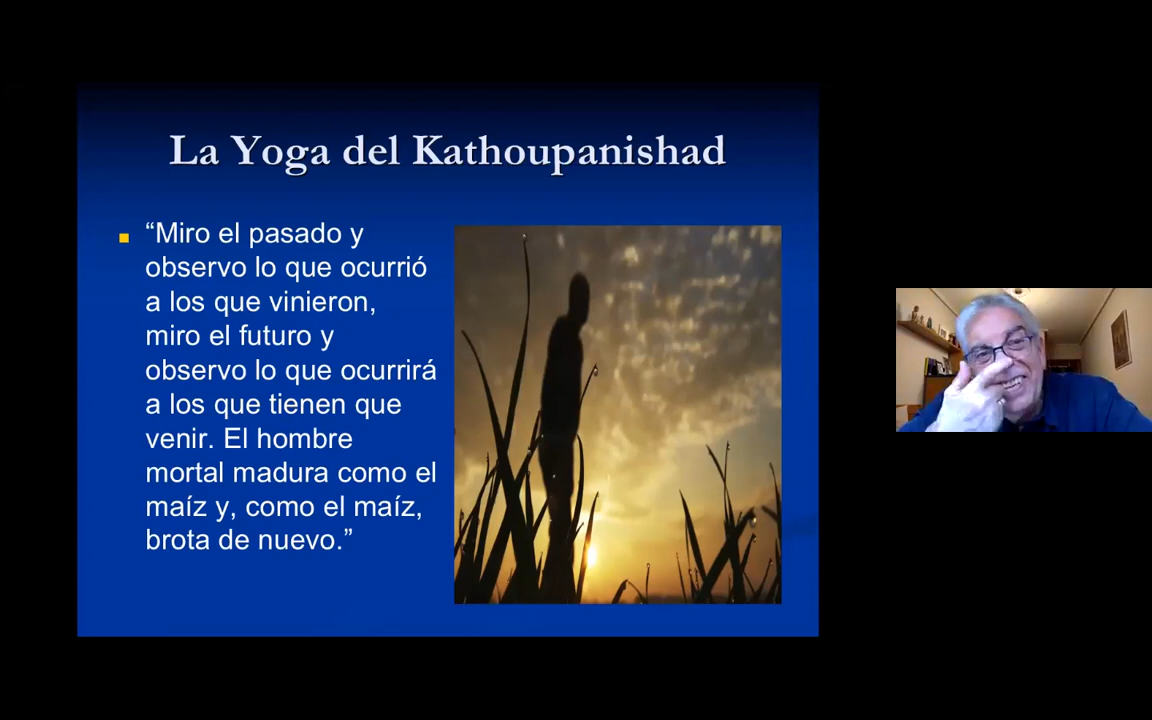 La Yoga del Kathoupanishad
“Miro el pasado y
observo lo que ocurrió
a los que vinieron,
miro el futuro y
observo lo que ocurrirá
a los que tienen que
venir. El hombre
mortal madura como el
maíz y, como el maíz,
brota de nuevo.”